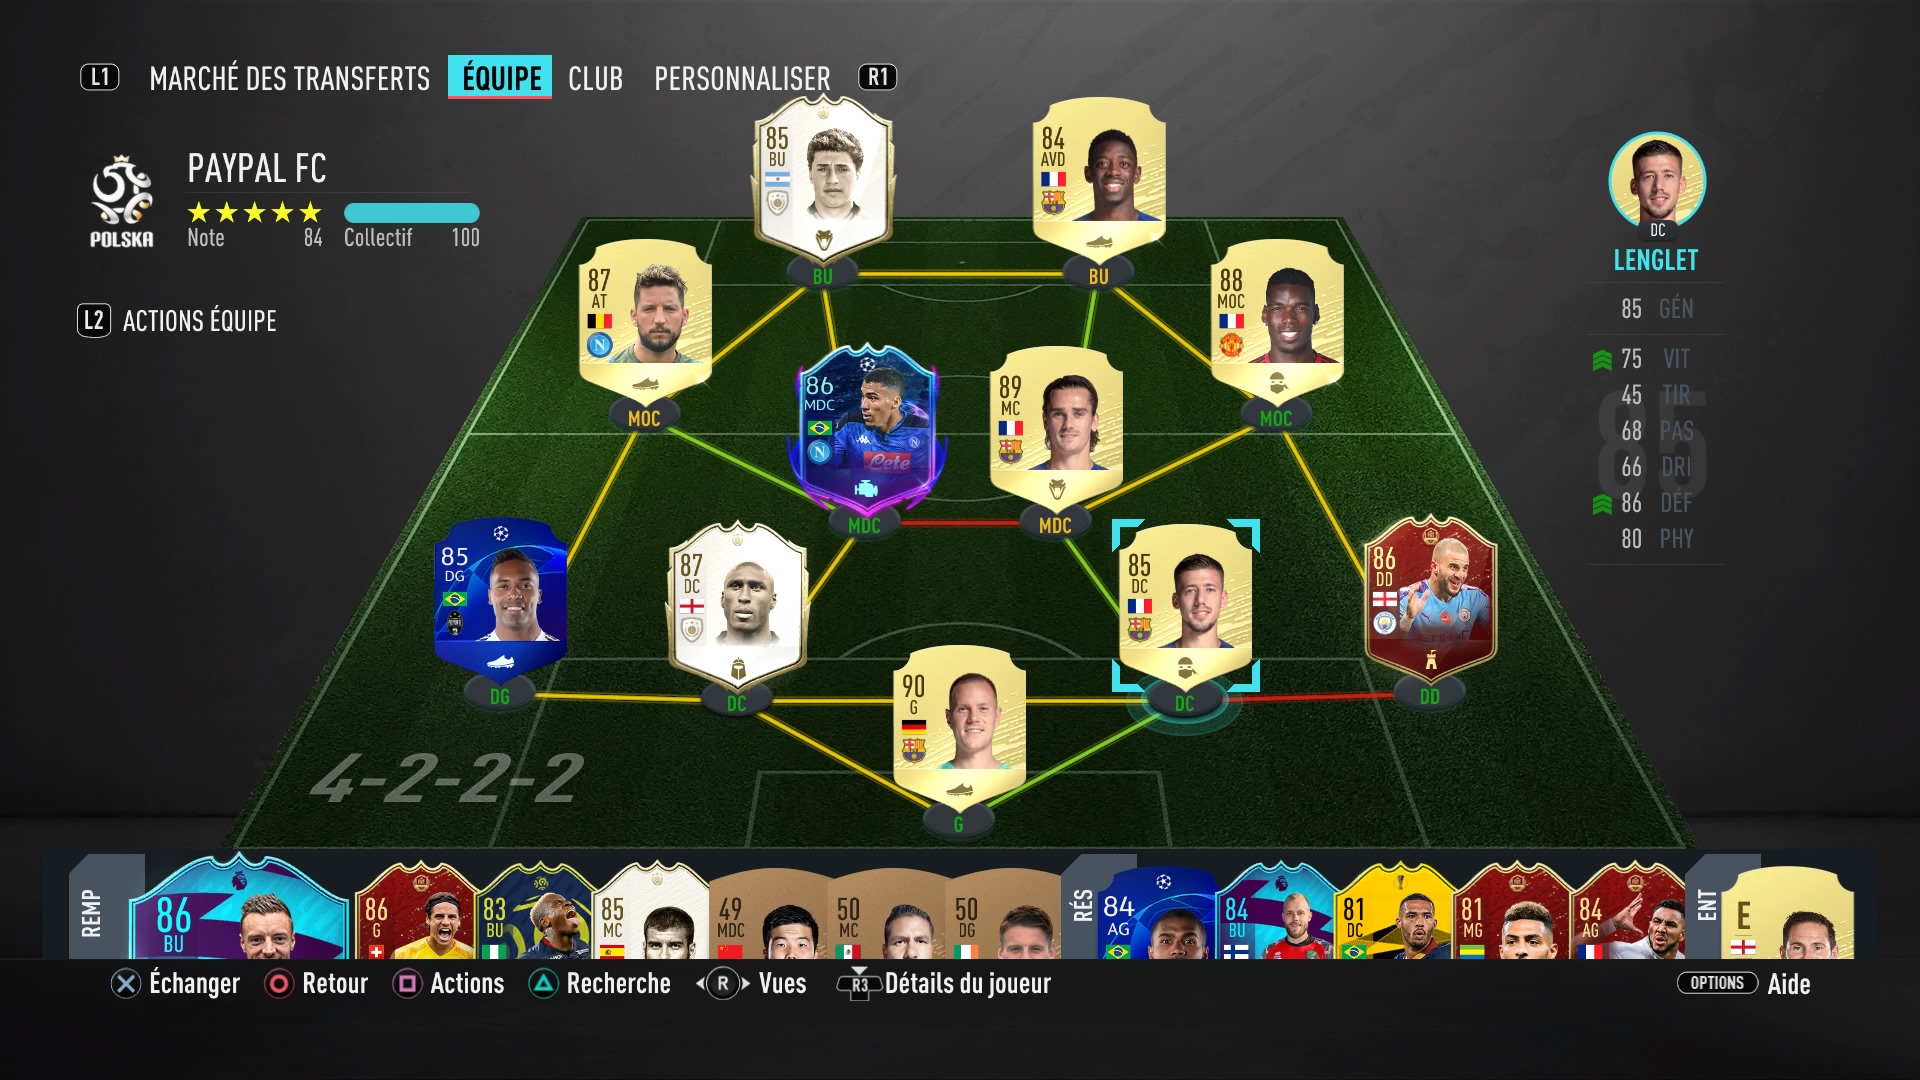 L1 MARCHÉ DES TRANSFERTS ÉQUIPE CLUB PERSONNALISER R1
PAYPAL FC
POLSKA
Note 84 Collectif 100
L2 ACTIONS ÉQUIPE
85
BU
BU
84
AVD
BU
87
AT
MOC
88
MOC
MOC
86
MDC
N
Lete
MDC
89
MC
MDC
85
DG
DG
87
DC
DC
85
DC
DC
86
DD
DD
90
G
G
4-2-2-2
DC
LENGLET
85 GÉN
75 VIT
45 TIR
68 PAS
66 DRI
86 DÉF
80 PHY
85
REMP
86
BU
86
G
83
BU
85
MC
49
MDC
50
MC
50
DG
RÉS
84
AG
84
BU
81
DC
81
MG
84
AG
ENT
E
Échanger Retour Actions Recherche R Vues R3 Détails du joueur OPTIONS Aide